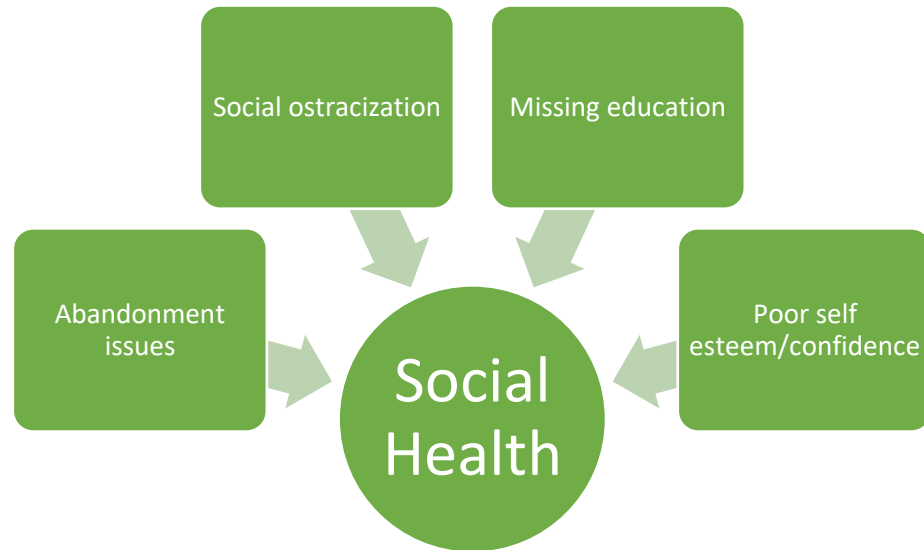 Social ostracization
Missing education
Abandonment
issues
Poor self
esteem/confidence
Social
Health